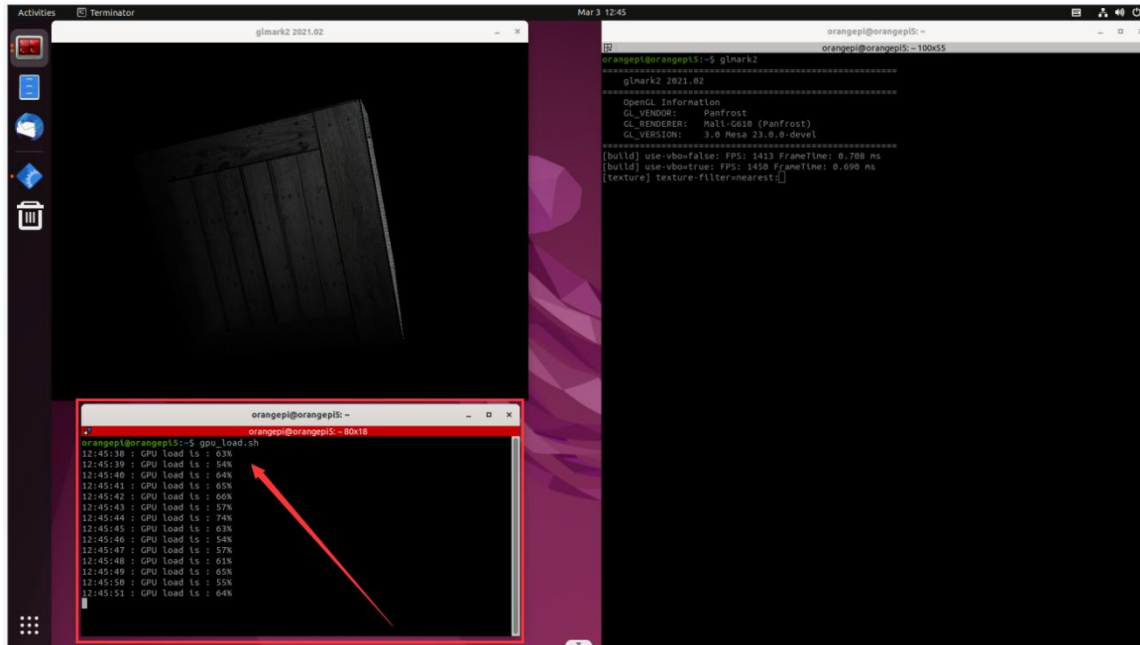 Activities Terminator Mar 3 12:45
glmark2 2021.02
orangepi@orangepi5: ~
orangepi@orangepi5: ~ 100x55
orangepi@orangepi5:~$ glmark2
=======================================================
glmark2 2021.02
=======================================================
OpenGL Information
GL_VENDOR: Panfrost
GL_RENDERER: Mali-G610 (Panfrost)
GL_VERSION: 3.0 Mesa 23.0.0-devel
=======================================================
[build] use-vbo=false: FPS: 1413 FrameTime: 0.708 ms
[build] use-vbo=true: FPS: 1450 FrameTime: 0.690 ms
[texture] texture-filter=nearest:
orangepi@orangepi5: ~
orangepi@orangepi5: ~ 80x18
orangepi@orangepi5:~$ gpu_load.sh
12:45:38 : GPU load is : 63%
12:45:39 : GPU load is : 54%
12:45:40 : GPU load is : 64%
12:45:41 : GPU load is : 65%
12:45:42 : GPU load is : 66%
12:45:43 : GPU load is : 57%
12:45:44 : GPU load is : 74%
12:45:45 : GPU load is : 63%
12:45:46 : GPU load is : 54%
12:45:47 : GPU load is : 57%
12:45:48 : GPU load is : 61%
12:45:49 : GPU load is : 65%
12:45:50 : GPU load is : 55%
12:45:51 : GPU load is : 64%